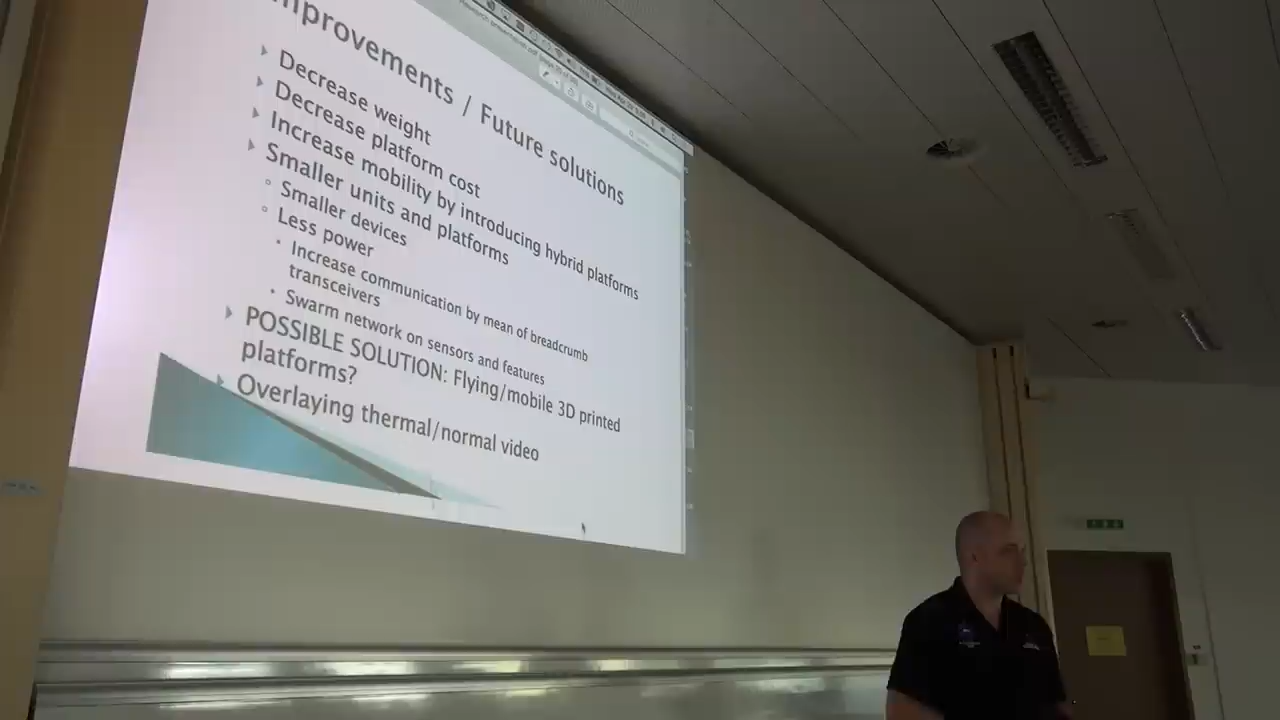 mprovements / Future solutions
Decrease weight
Decrease platform cost
Increase mobility by introducing hybrid platforms
Smaller units and platforms
Smaller devices
Less power
Increase communication by mean of breadcrumb
transceivers
Swarm network on sensors and features
POSSIBLE SOLUTION: Flying/mobile 3D printed
platforms?
Overlaying thermal/normal video